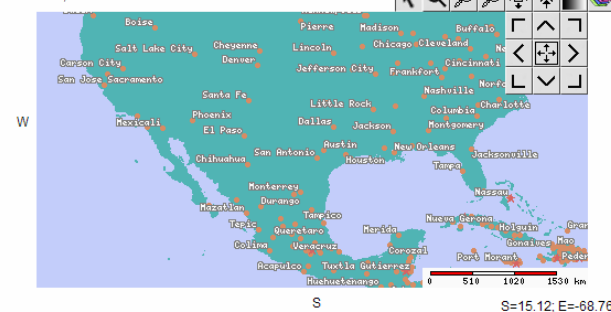 Boise
Pierre
Madison
Buffalo
Salt Lake City
Cheyenne
Lincoln
Chicago
Cleveland
Carson City
Denver
Jefferson City
Frankfort
Cincinnati
San Jose
Sacramento
Santa Fe
Nashville
Little Rock
Columbia
Charlotte
Mexicali
Phoenix
El Paso
Dallas
Jackson
Montgomery
Chihuahua
San Antonio
Austin
Houston
New Orleans
Jacksonville
Tampa
Monterrey
Durango
Nassau
Mazatlan
Tampico
Tepic
Queretaro
Merida
Nueva Gerona
Holguin
Colima
Veracruz
Corozal
Gonaives
Mao
Acapulco
Tuxtla Gutierrez
Port Morant
Huehuetenango
W
0 510 1020 1530 km
S
S=15.12; E=-68.76